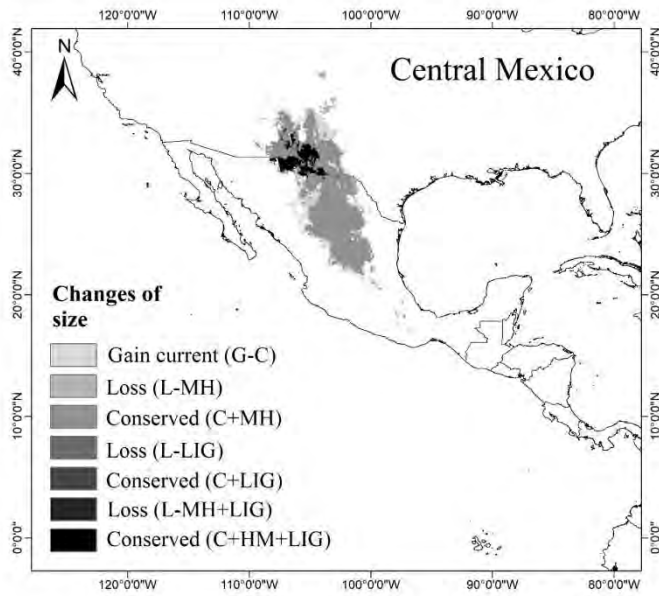 120°0'0"W 110°0'0"W 100°0'0"W 90°0'0"W 80°0'0"W
N
Central Mexico
40°0'0"N 40°0'0"N
30°0'0"N 30°0'0"N
20°0'0"N 20°0'0"N
10°0'0"N 10°0'0"N
0°0'0" 0°0'0"
Changes of
size
Gain current (G-C)
Loss (L-MH)
Conserved (C+MH)
Loss (L-LIG)
Conserved (C+LIG)
Loss (L-MH+LIG)
Conserved (C+HM+LIG)
120°0'0"W 110°0'0"W 100°0'0"W 90°0'0"W 80°0'0"W